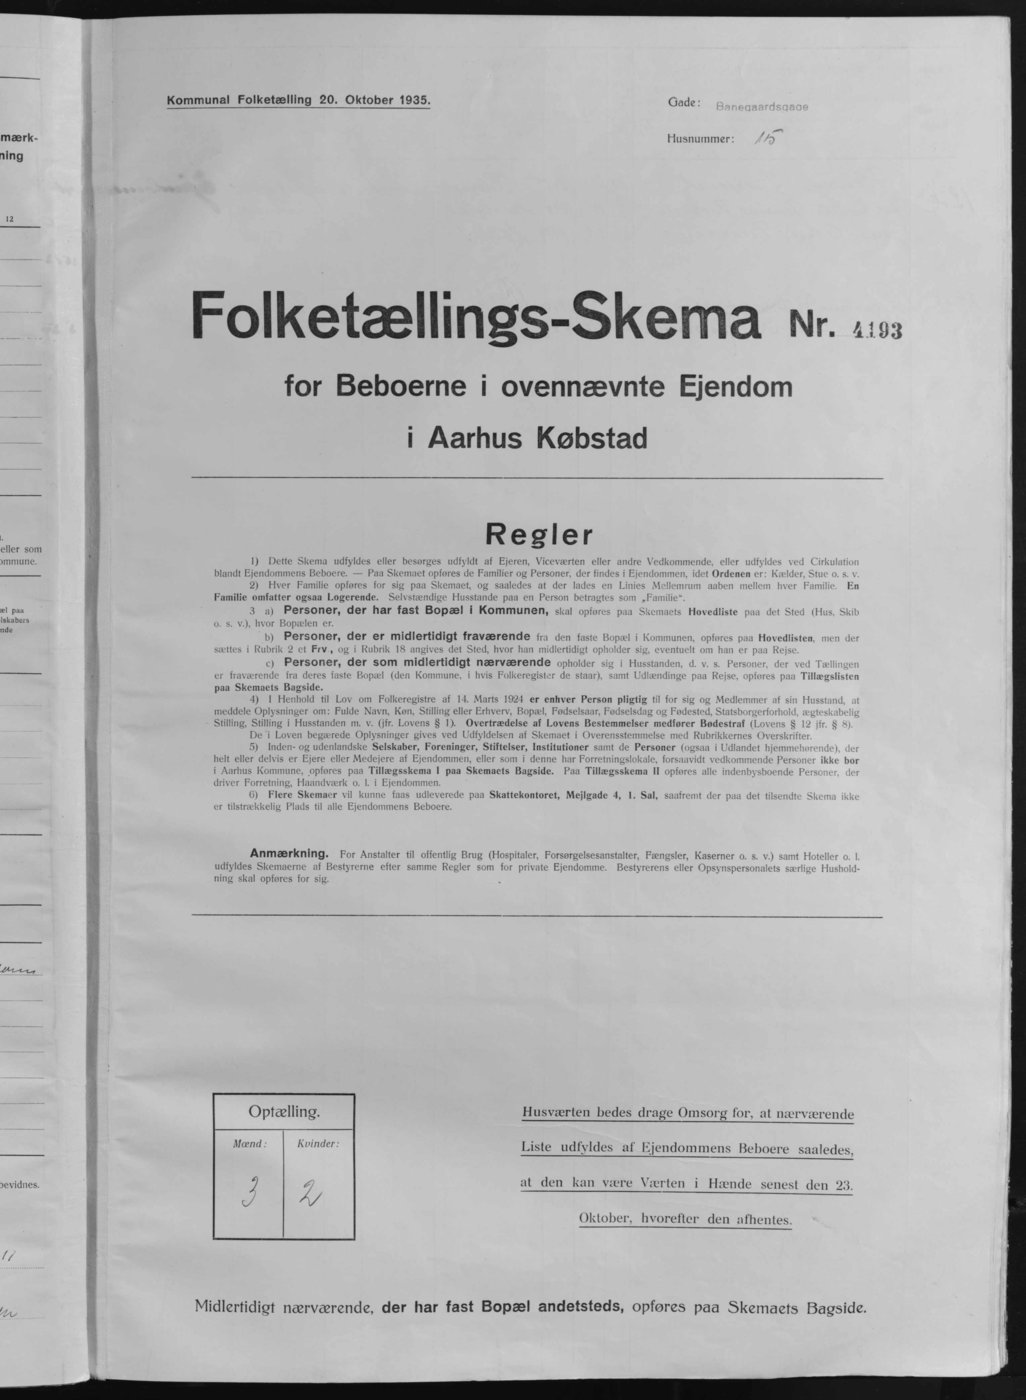 mærk-
ning
12
eller som
ommune.
æl paa
lskabers
nde
bevidnes.
Kommunal Folketælling 20. Oktober 1935.
Gade: Banegaardsgade
Husnummer: 15
Folketællings-Skema Nr. 4193
for Beboerne i ovennævnte Ejendom
i Aarhus Købstad
Regler
1) Dette Skema udfyldes eller besørges udfyldt af Ejeren, Viceværten eller andre Vedkommende, eller udfyldes ved Cirkulation
blandt Ejendommens Beboere. — Paa Skemaet opføres de Familier og Personer, der findes i Ejendommen, idet Ordenen er: Kælder, Stue o. s. v.
2) Hver Familie opføres for sig paa Skemaet, og saaledes at der lades en Linies Mellemrum aaben mellem hver Familie. En
Familie omfatter ogsaa Logerende. Selvstændige Husstande paa en Person betragtes som „Familie“.
3 a) Personer, der har fast Bopæl i Kommunen, skal opføres paa Skemaets Hovedliste paa det Sted (Hus, Skib
o. s. v.), hvor Bopælen er.
b) Personer, der er midlertidigt fraværende fra den faste Bopæl i Kommunen, opføres paa Hovedlisten, men der
sættes i Rubrik 2 et Frv., og i Rubrik 18 angives det Sted, hvor han midlertidigt opholder sig, eventuelt om han er paa Rejse.
c) Personer, der som midlertidigt nærværende opholder sig i Husstanden, d. v. s. Personer, der ved Tællingen
er fraværende fra deres faste Bopæl (den Kommune, i hvis Folkeregister de staar), samt Udlændinge paa Rejse, opføres paa Tillægslisten
paa Skemaets Bagside.
4) I Henhold til Lov om Folkeregistre af 14. Marts 1924 er enhver Person pligtig til for sig og Medlemmer af sin Husstand, at
meddele Oplysninger om: Fulde Navn, Køn, Stilling eller Erhverv, Bopæl, Fødselsaar, Fødselsdag og Fødested, Statsborgerforhold, ægteskabelig
Stilling, Stilling i Husstanden m. v. (jfr. Lovens § 1). Overtrædelse af Lovens Bestemmelser medfører Bødestraf (Lovens § 12 jfr. § 8).
De i Loven begærede Oplysninger gives ved Udfyldelsen af Skemaet i Overensstemmelse med Rubrikkernes Overskrifter.
5) Inden- og udenlandske Selskaber, Foreninger, Stiftelser, Institutioner samt de Personer (ogsaa i Udlandet hjemmehørende), der
helt eller delvis er Ejere eller Medejere af Ejendommen, eller som i denne har Forretningslokale, forsaavidt vedkommende Personer ikke bor
i Aarhus Kommune, opføres paa Tillægsskema I paa Skemaets Bagside. Paa Tillægsskema II opføres alle indenbysboende Personer, der
driver Forretning, Haandværk o. l. i Ejendommen.
6) Flere Skemaer vil kunne faas udleverede paa Skattekontoret, Mejlgade 4, 1. Sal, saafremt der paa det tilsendte Skema ikke
er tilstrækkelig Plads til alle Ejendommens Beboere.
Anmærkning. For Anstalter til offentlig Brug (Hospitaler, Forsørgelsesanstalter, Fængsler, Kaserner o. s. v.) samt Hoteller o. l.
udfyldes Skemaerne af Bestyrerne efter samme Regler som for private Ejendomme. Bestyrerens eller Opsynspersonalets særlige Hushold-
ning skal opføres for sig.
Optælling.
Mænd: Kvinder:
3 2
Husværten bedes drage Omsorg for, at nærværende
Liste udfyldes af Ejendommens Beboere saaledes,
at den kan være Værten i Hænde senest den 23.
Oktober, hvorefter den afhentes.
Midlertidigt nærværende, der har fast Bopæl andetsteds, opføres paa Skemaets Bagside.